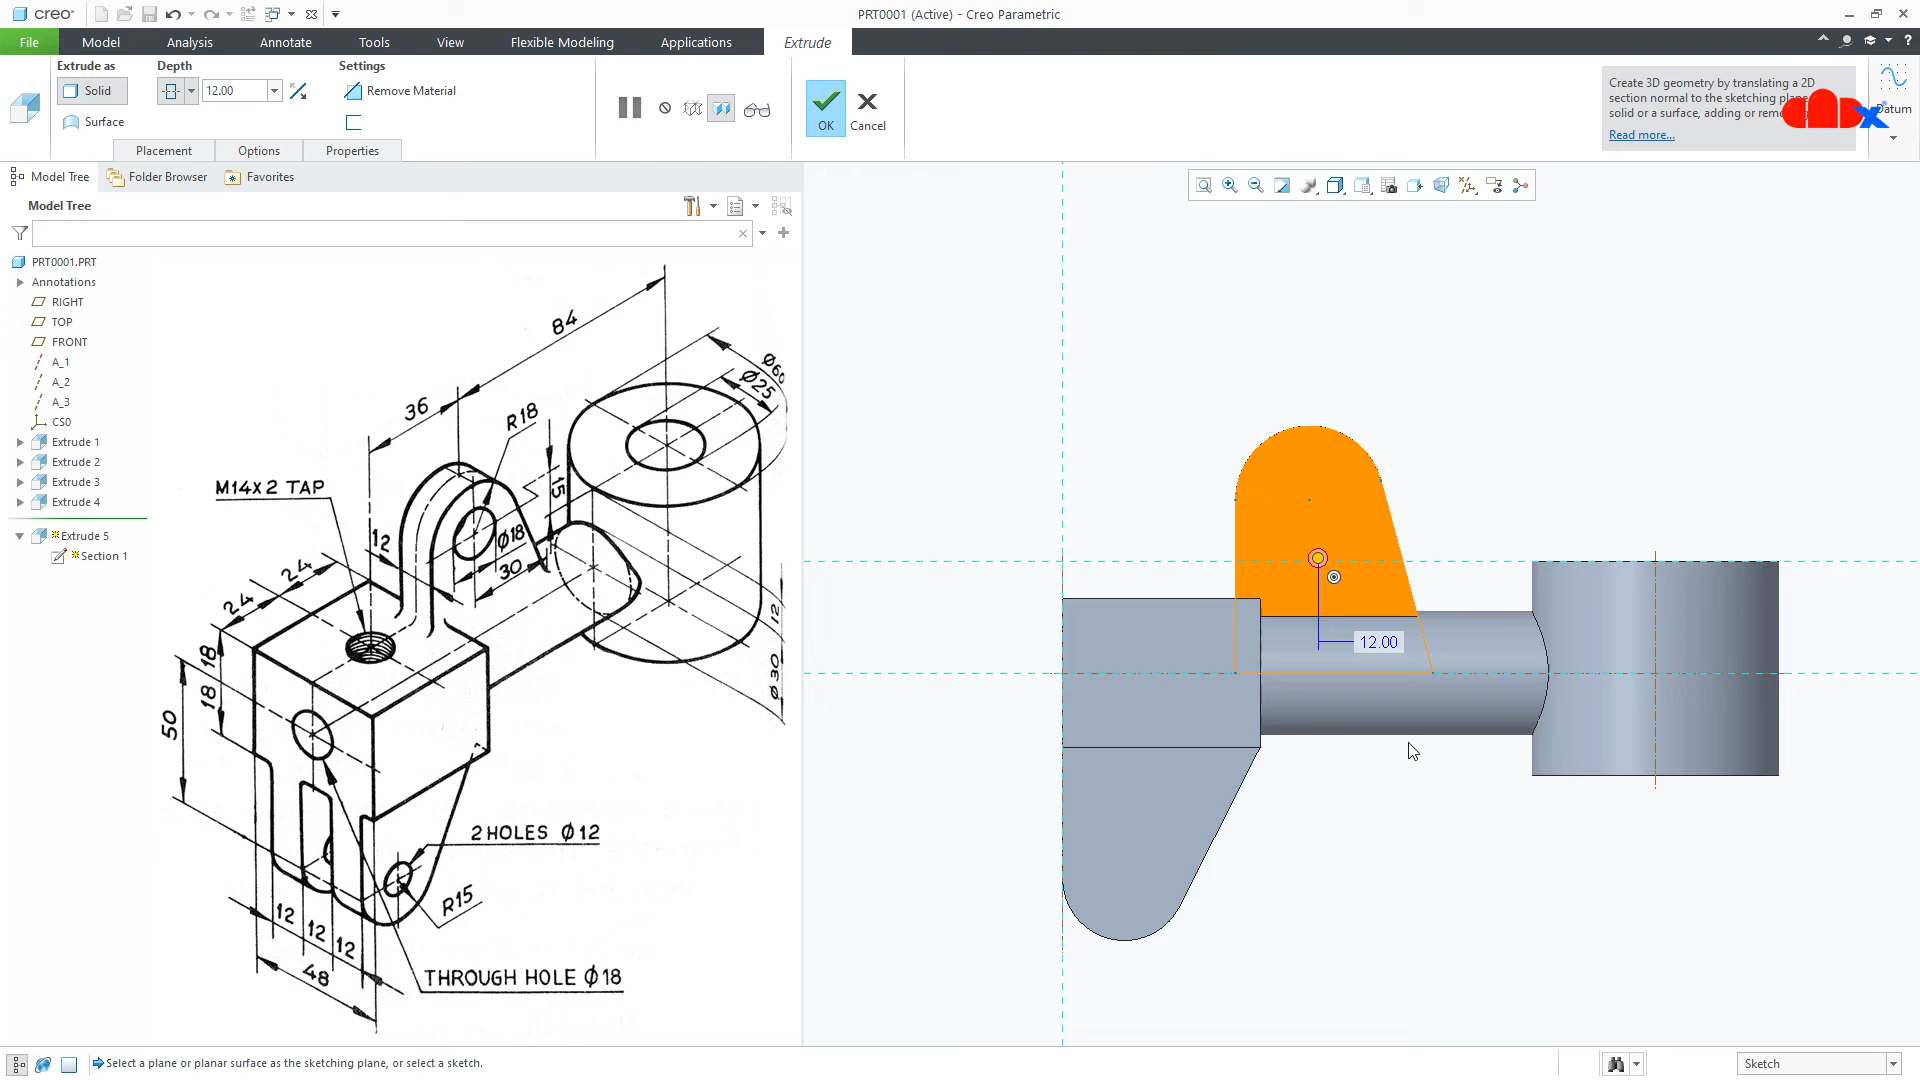 creo
PRT0001 (Active) - Creo Parametric
File
Model
Analysis
Annotate
Tools
View
Flexible Modeling
Applications
Extrude
Extrude as
Depth
Settings
Solid
12.00
Remove Material
Surface
OK
Cancel
Placement
Options
Properties
Create 3D geometry by translating a 2D
section normal to the sketching plane
solid or a surface, adding or
Read more...
Datum
Model Tree
Folder Browser
Favorites
Model Tree
PRT0001.PRT
Annotations
RIGHT
TOP
FRONT
A_1
A_2
A_3
CS0
Extrude 1
Extrude 2
Extrude 3
Extrude 4
Extrude 5
Section 1
84
36
R18
Ø60
Ø25
15
M14X2 TAP
12
Ø18
30
24
24
18
18
50
12
Ø30
2 HOLES Ø12
R15
12
12
12
48
THROUGH HOLE Ø18
12.00
Select a plane or planar surface as the sketching plane, or select a sketch.
Sketch